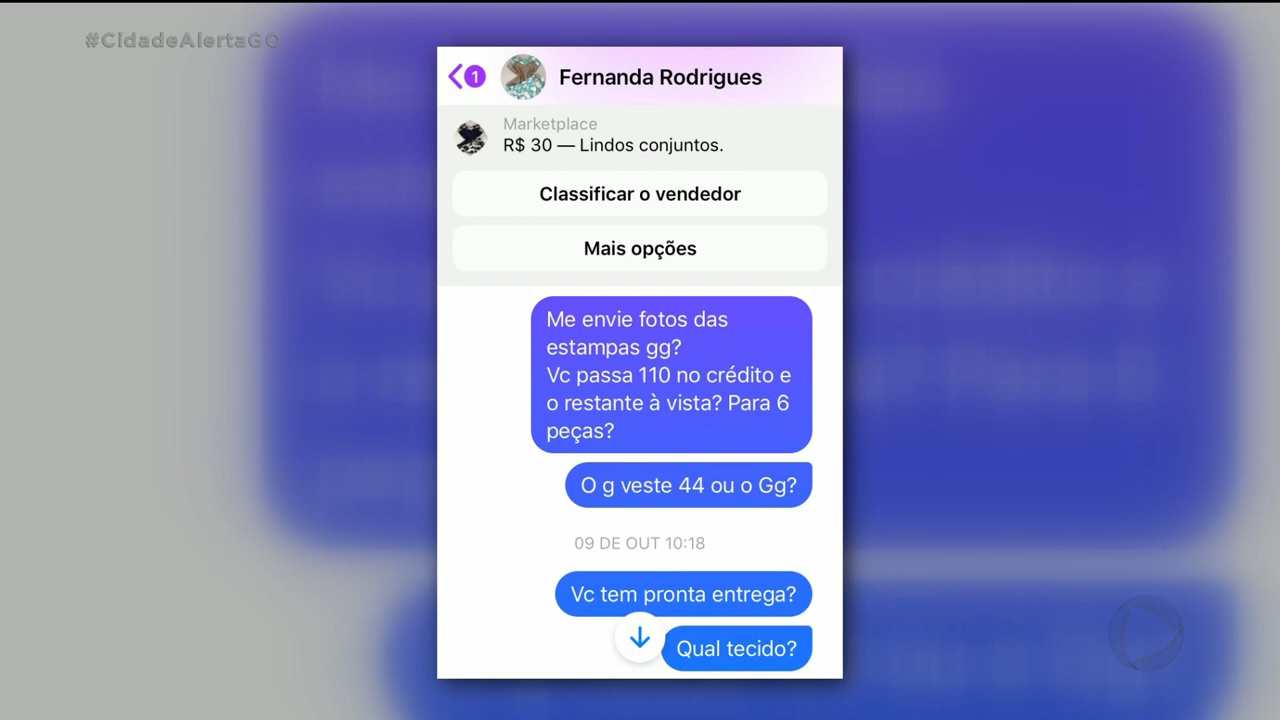 #CidadeAlertaGO
1
Fernanda Rodrigues
Marketplace
R$ 30 — Lindos conjuntos.
Classificar o vendedor
Mais opções
Me envie fotos das
estampas gg?
Vc passa 110 no crédito e
o restante à vista? Para 6
peças?
O g veste 44 ou o Gg?
09 DE OUT 10:18
Vc tem pronta entrega?
Qual tecido?